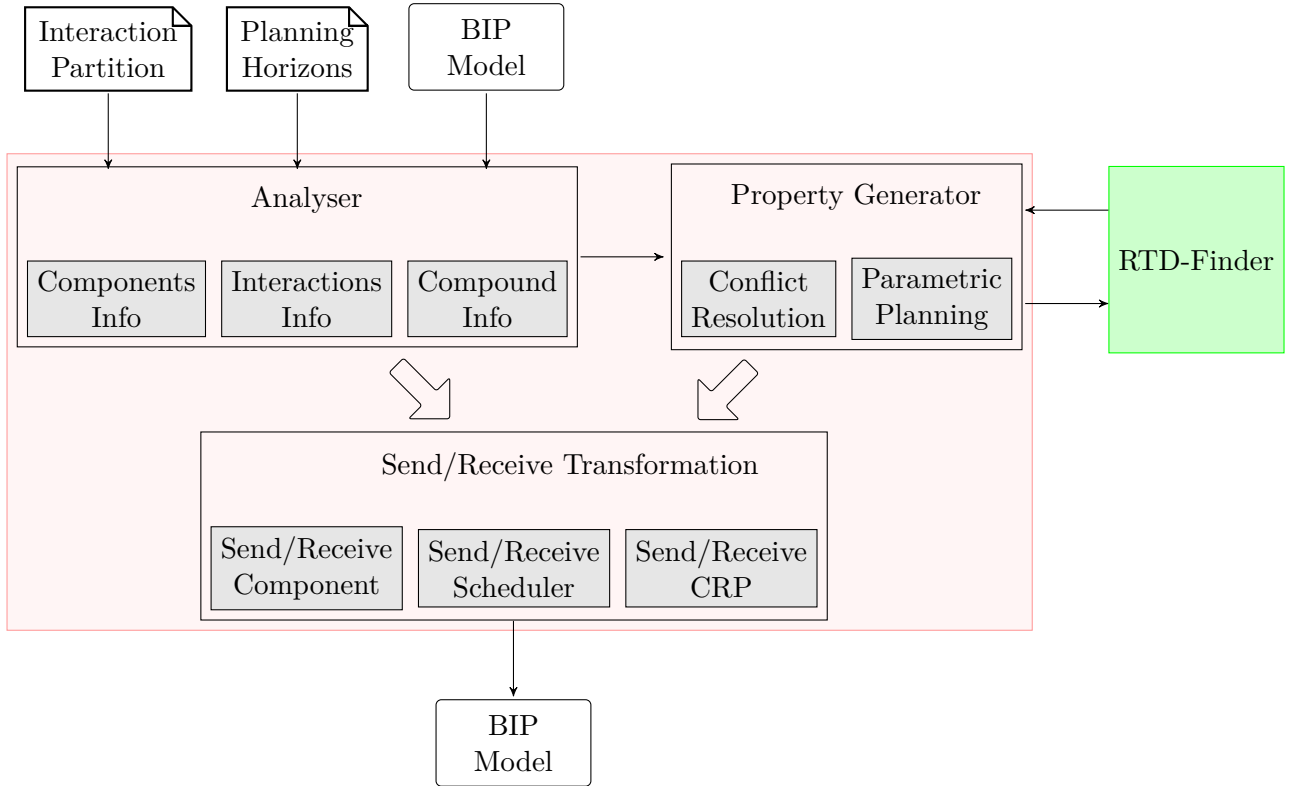 Interaction
Partition
Planning
Horizons
BIP
Model
Analyser
Components
Info
Interactions
Info
Compound
Info
Property Generator
Conflict
Resolution
Parametric
Planning
RTD-Finder
Send/Receive Transformation
Send/Receive
Component
Send/Receive
Scheduler
Send/Receive
CRP
BIP
Model